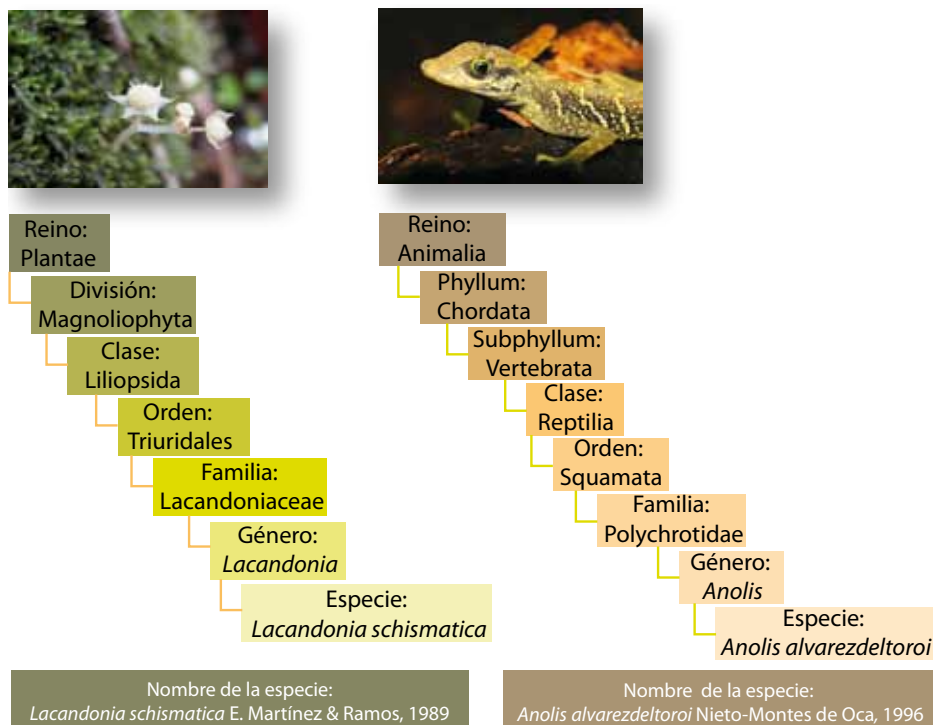 Reino:
Plantae
División:
Magnoliophyta
Clase:
Liliopsida
Orden:
Triuridales
Familia:
Lacandoniaceae
Género:
Lacandonia
Especie:
Lacandonia schismatica
Nombre de la especie:
Lacandonia schismatica E. Martínez & Ramos, 1989
Reino:
Animalia
Phyllum:
Chordata
Subphyllum:
Vertebrata
Clase:
Reptilia
Orden:
Squamata
Familia:
Polychrotidae
Género:
Anolis
Especie:
Anolis alvarezdeltoroi
Nombre de la especie:
Anolis alvarezdeltoroi Nieto-Montes de Oca, 1996